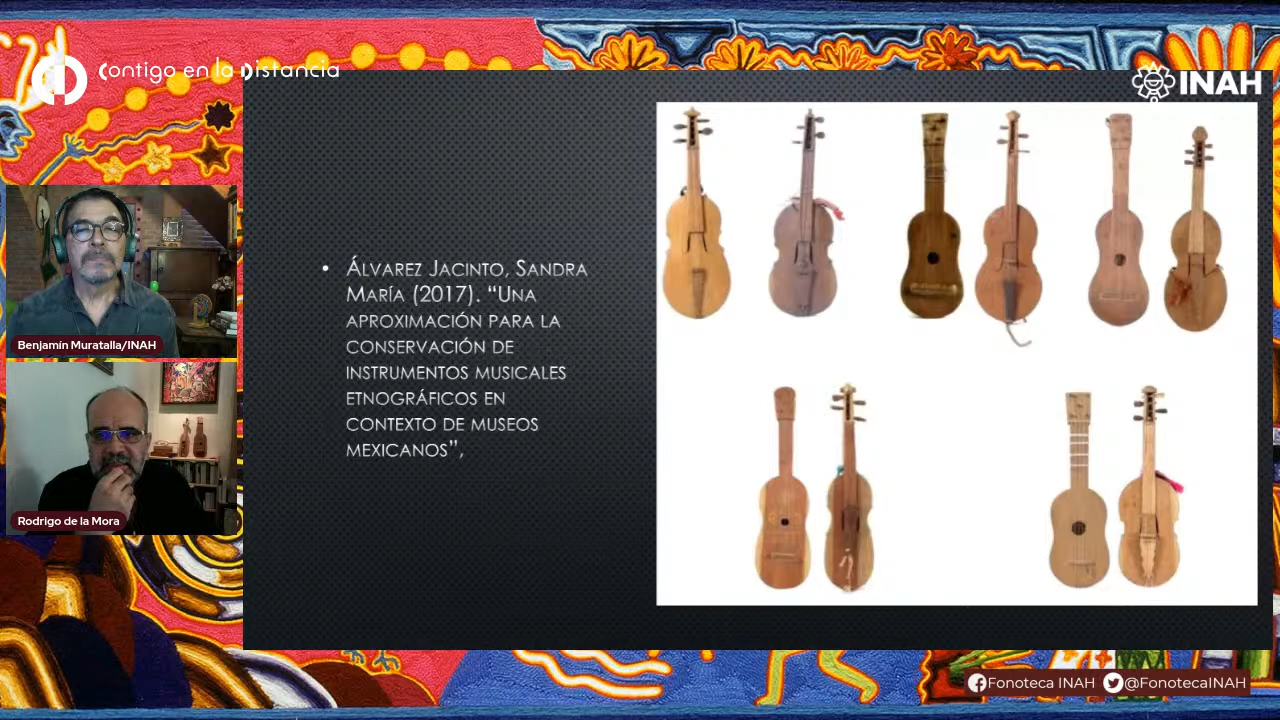 Contigo en la Distancia
INAH
• ÁLVAREZ JACINTO, SANDRA
MARÍA (2017). “UNA
APROXIMACIÓN PARA LA
CONSERVACIÓN DE
INSTRUMENTOS MUSICALES
ETNOGRÁFICOS EN
CONTEXTO DE MUSEOS
MEXICANOS”,
Benjamín Muratalla/INAH
Rodrigo de la Mora
Fonoteca INAH @FonotecaINAH